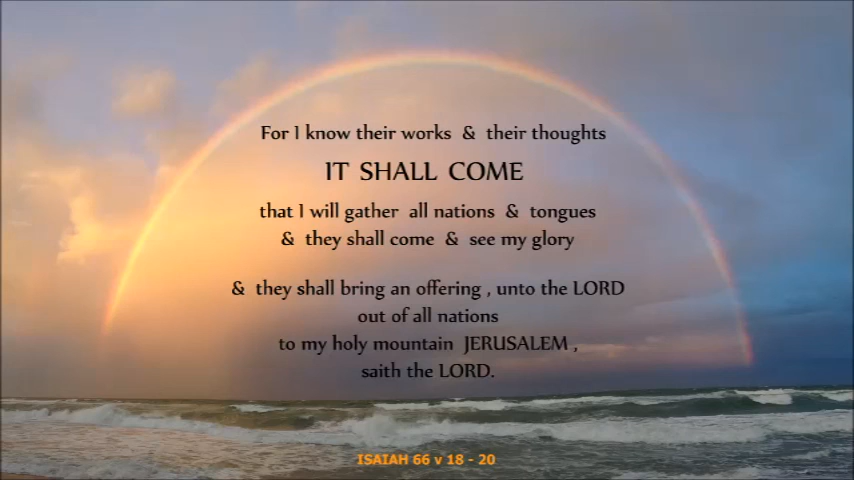 For I know their works & their thoughts
IT SHALL COME
that I will gather all nations & tongues
& they shall come & see my glory
& they shall bring an offering , unto the LORD
out of all nations
to my holy mountain JERUSALEM ,
saith the LORD.
ISAIAH 66 v 18 - 20